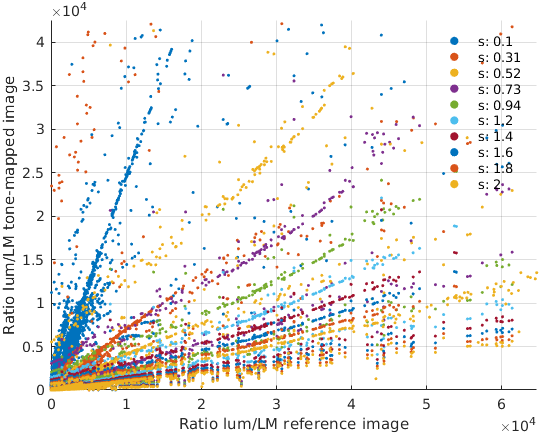 ×10⁴
4
3.5
3
2.5
2
1.5
1
0.5
0
0
1
2
3
4
5
6
×10⁴
Ratio lum/LM tone-mapped image
Ratio lum/LM reference image
s: 0.1
s: 0.31
s: 0.52
s: 0.73
s: 0.94
s: 1.2
s: 1.4
s: 1.6
s: 1.8
s: 2